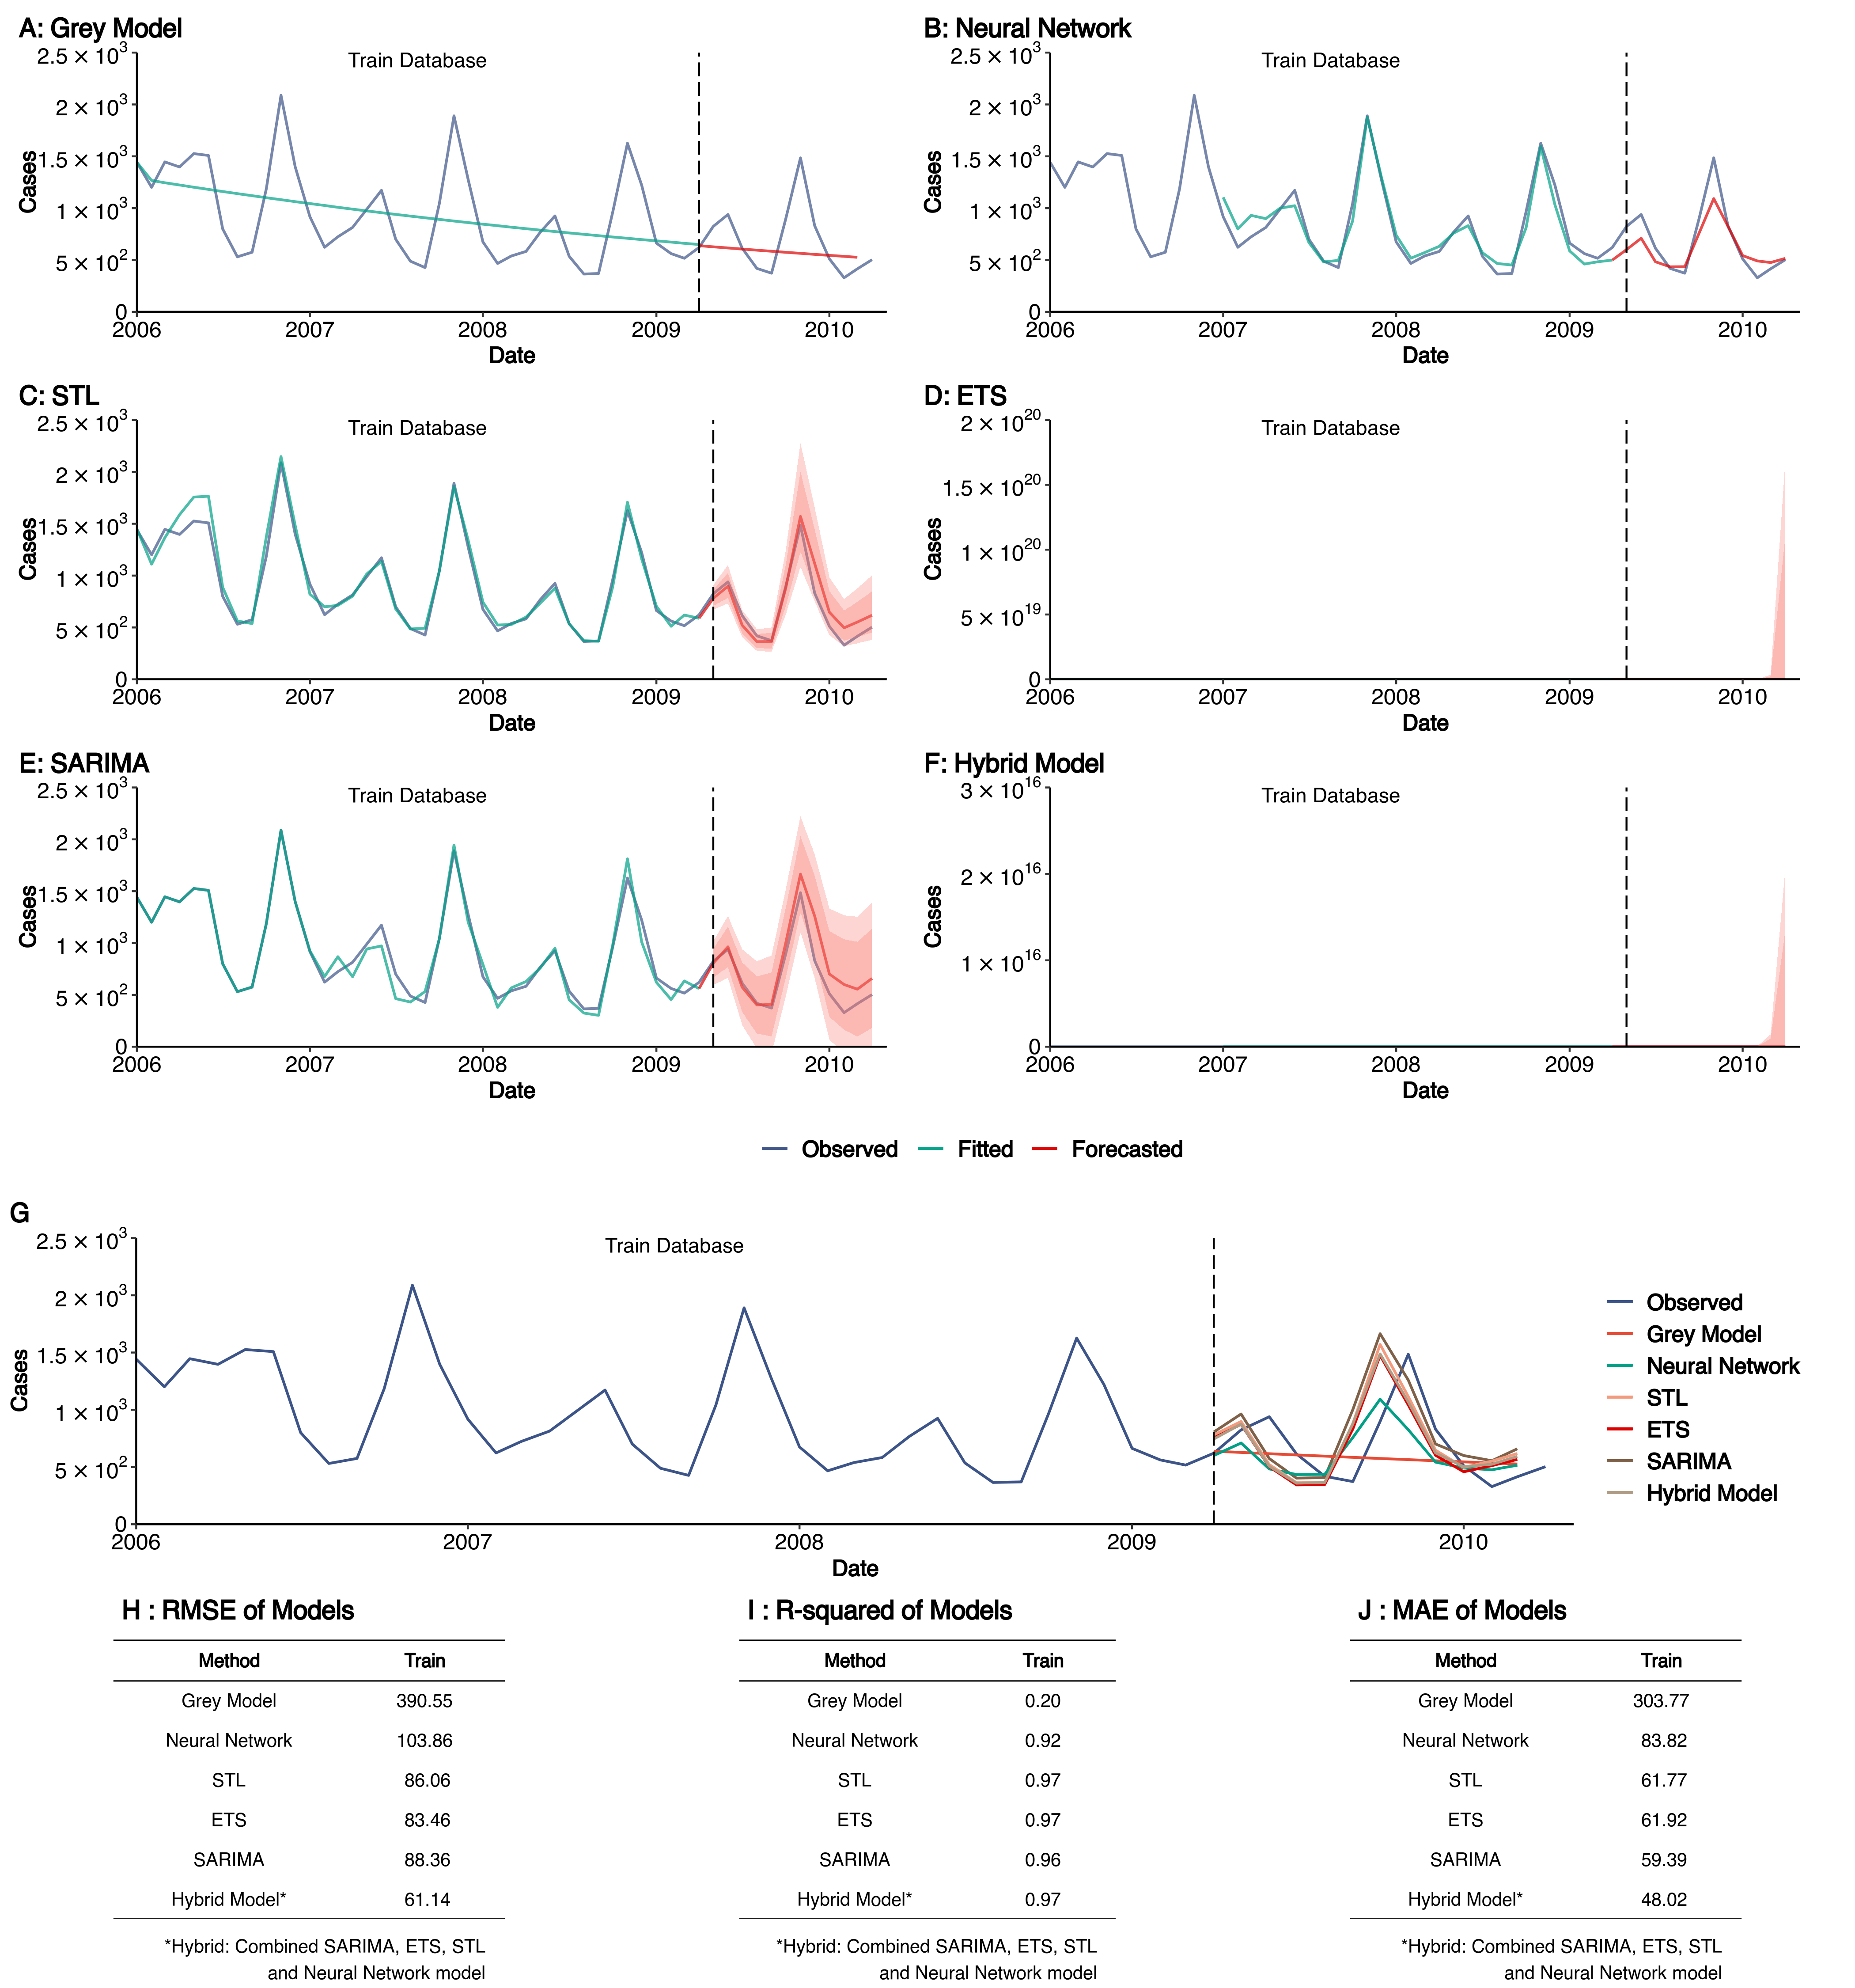 A: Grey Model
Train Database
2.5 × 10³
2 × 10³
1.5 × 10³
1 × 10³
5 × 10²
0
Cases
2006 2007 2008 2009 2010
Date
B: Neural Network
Train Database
2.5 × 10³
2 × 10³
1.5 × 10³
1 × 10³
5 × 10²
0
Cases
2006 2007 2008 2009 2010
Date
C: STL
Train Database
2.5 × 10³
2 × 10³
1.5 × 10³
1 × 10³
5 × 10²
0
Cases
2006 2007 2008 2009 2010
Date
D: ETS
Train Database
2 × 10²⁰
1.5 × 10²⁰
1 × 10²⁰
5 × 10¹⁹
0
Cases
2006 2007 2008 2009 2010
Date
E: SARIMA
Train Database
2.5 × 10³
2 × 10³
1.5 × 10³
1 × 10³
5 × 10²
0
Cases
2006 2007 2008 2009 2010
Date
F: Hybrid Model
Train Database
3 × 10¹⁶
2 × 10¹⁶
1 × 10¹⁶
0
Cases
2006 2007 2008 2009 2010
Date
Observed Fitted Forecasted
G
Train Database
2.5 × 10³
2 × 10³
1.5 × 10³
1 × 10³
5 × 10²
0
Cases
2006 2007 2008 2009 2010
Date
Observed
Grey Model
Neural Network
STL
ETS
SARIMA
Hybrid Model
H : RMSE of Models
Method Train
Grey Model 390.55
Neural Network 103.86
STL 86.06
ETS 83.46
SARIMA 88.36
Hybrid Model* 61.14
*Hybrid: Combined SARIMA, ETS, STL
and Neural Network model
I : R-squared of Models
Method Train
Grey Model 0.20
Neural Network 0.92
STL 0.97
ETS 0.97
SARIMA 0.96
Hybrid Model* 0.97
*Hybrid: Combined SARIMA, ETS, STL
and Neural Network model
J : MAE of Models
Method Train
Grey Model 303.77
Neural Network 83.82
STL 61.77
ETS 61.92
SARIMA 59.39
Hybrid Model* 48.02
*Hybrid: Combined SARIMA, ETS, STL
and Neural Network model